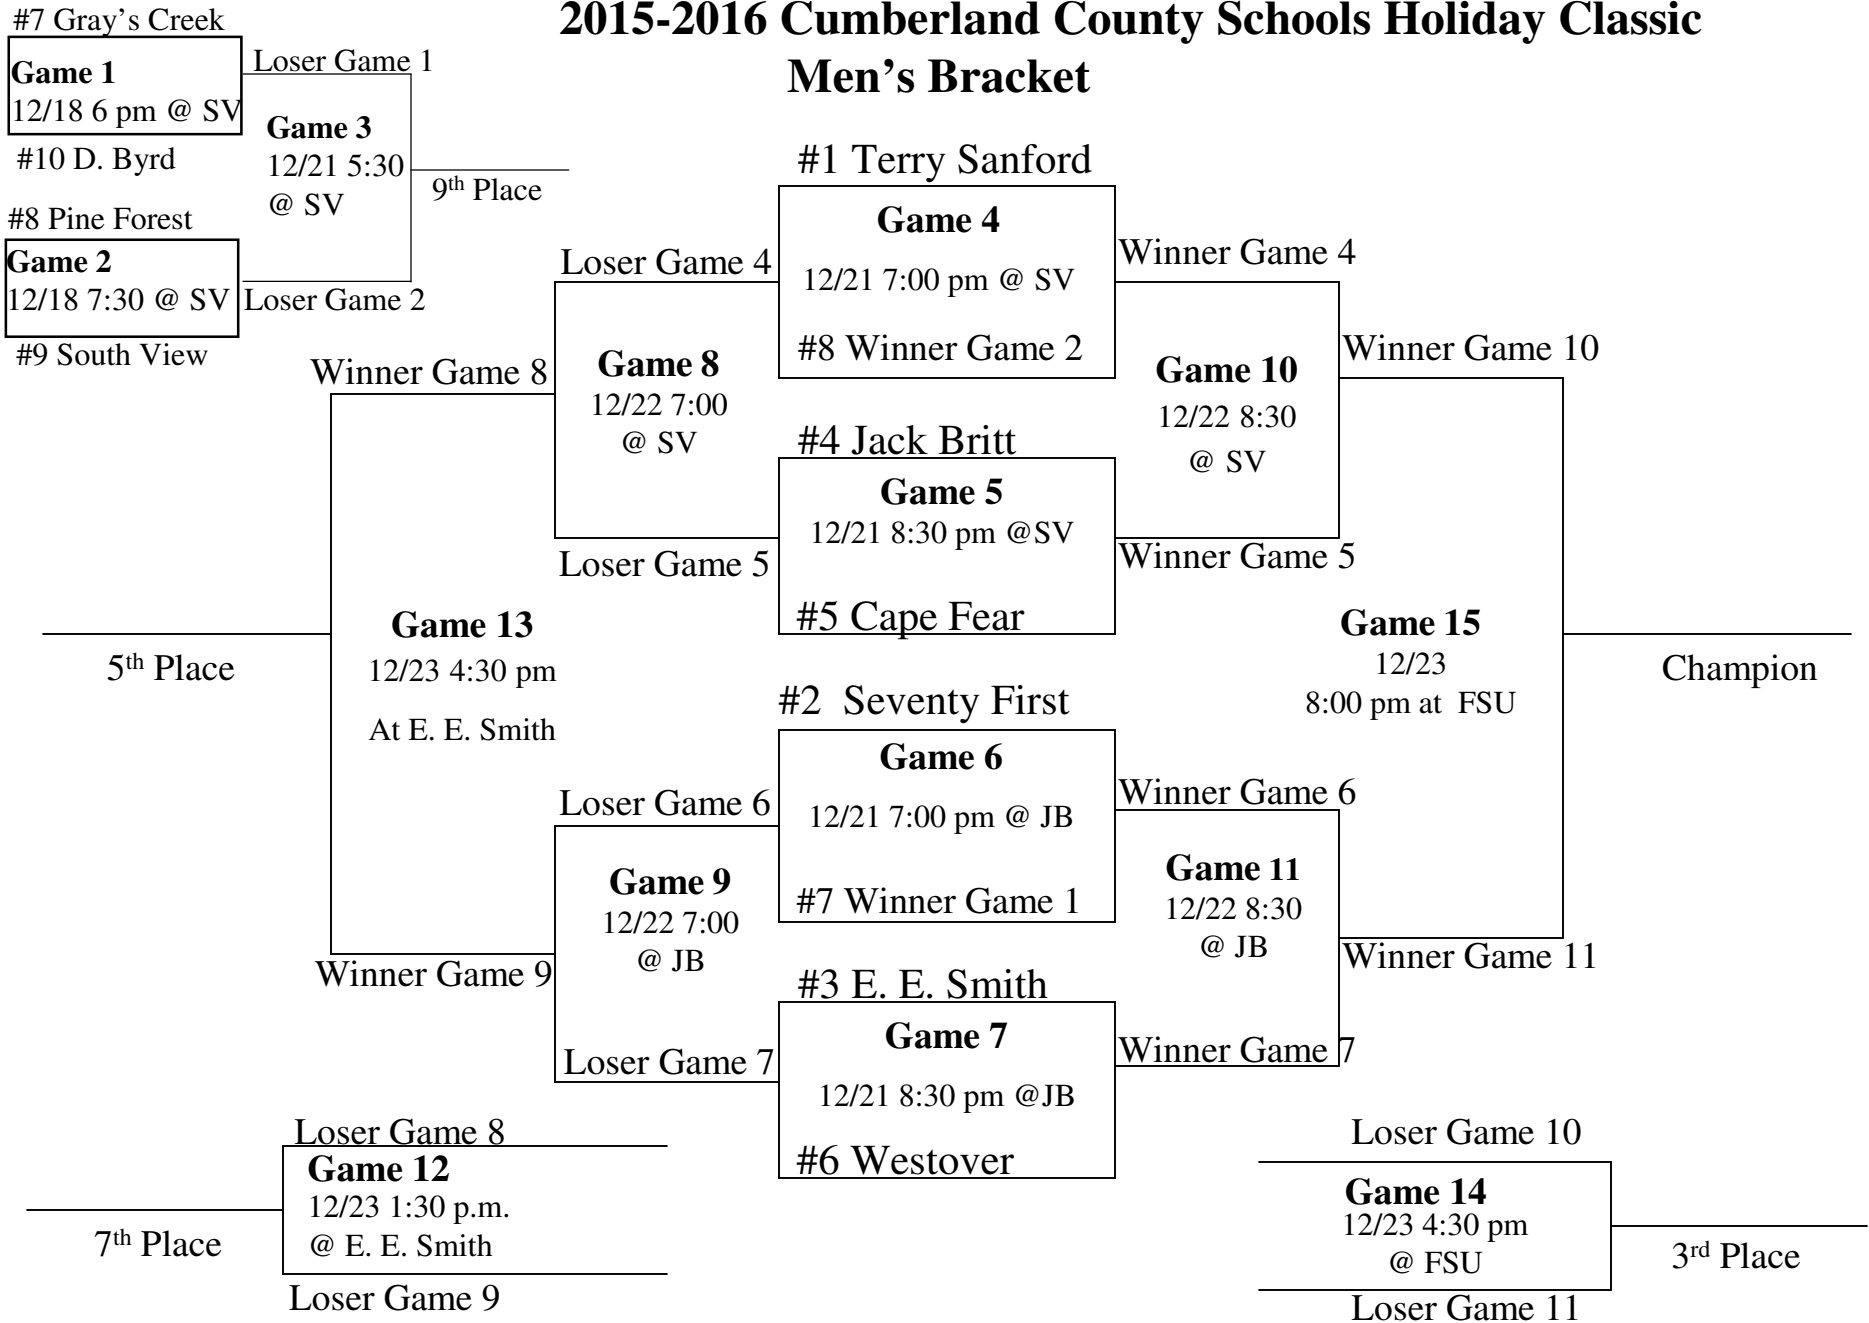 2015-2016 Cumberland County Schools Holiday Classic
Men’s Bracket
#7 Gray’s Creek
Game 1
12/18 6 pm @ SV
#10 D. Byrd
#8 Pine Forest
Game 2
12/18 7:30 @ SV
#9 South View
Loser Game 1
Game 3
12/21 5:30
@ SV
Loser Game 2
9th Place
#1 Terry Sanford
Game 4
12/21 7:00 pm @ SV
#8 Winner Game 2
#4 Jack Britt
Game 5
12/21 8:30 pm @SV
#5 Cape Fear
#2 Seventy First
Game 6
12/21 7:00 pm @ JB
#7 Winner Game 1
#3 E. E. Smith
Game 7
12/21 8:30 pm @JB
#6 Westover
Loser Game 4
Game 8
12/22 7:00
@ SV
Loser Game 5
Loser Game 6
Game 9
12/22 7:00
@ JB
Loser Game 7
Winner Game 8
Game 13
12/23 4:30 pm
At E. E. Smith
Winner Game 9
5th Place
Winner Game 4
Game 10
12/22 8:30
@ SV
Winner Game 5
Winner Game 6
Game 11
12/22 8:30
@ JB
Winner Game 7
Winner Game 10
Game 15
12/23
8:00 pm at FSU
Winner Game 11
Champion
Loser Game 8
Game 12
12/23 1:30 p.m.
@ E. E. Smith
Loser Game 9
7th Place
Loser Game 10
Game 14
12/23 4:30 pm
@ FSU
Loser Game 11
3rd Place